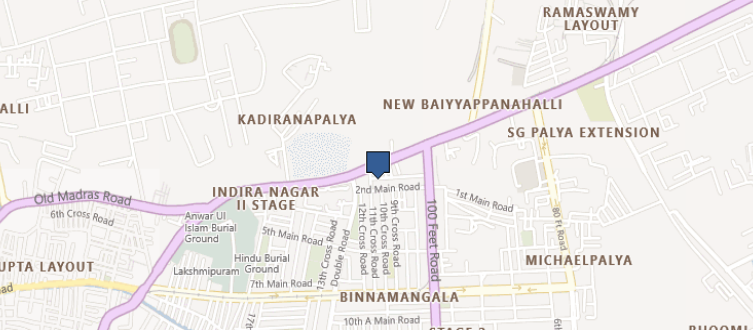 RAMASWAMY
LAYOUT
ALLI
KADIRANAPALYA
NEW BAIYYAPPANAHALLI
SG PALYA EXTENSION
Old Madras Road
INDIRA NAGAR
II STAGE
2nd Main Road
1st Main Road
6th Cross Road
Anwar Ul
Islam Burial
Ground
9th Cross Road
10th Cross Road
11th Cross Road
12th Cross Road
100 Feet Road
80 Ft Road
5th Main Road
13th Cross Road
Double Road
Hindu Burial
Ground
UPTA LAYOUT
Lakshmipuram
MICHAELPALYA
7th Main Road
oad
BINNAMANGALA
17th
10th A Main Road
STAGE 2
BHOOMI